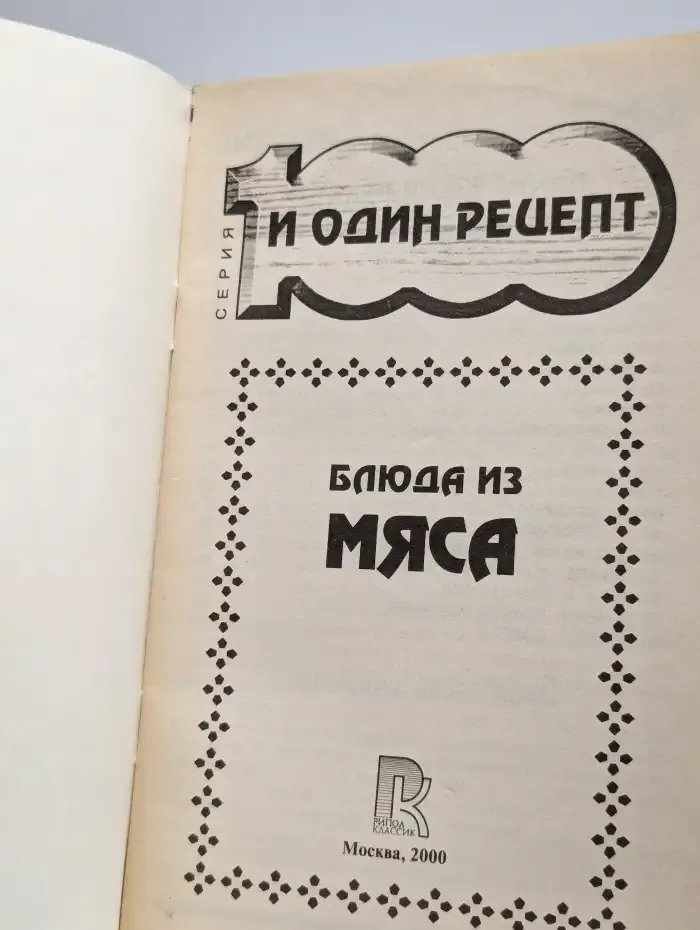 СЕРИЯ
1000
И ОДИН РЕЦЕПТ
БЛЮДА ИЗ
МЯСА
РИПОЛ
КЛАССИК
Москва, 2000